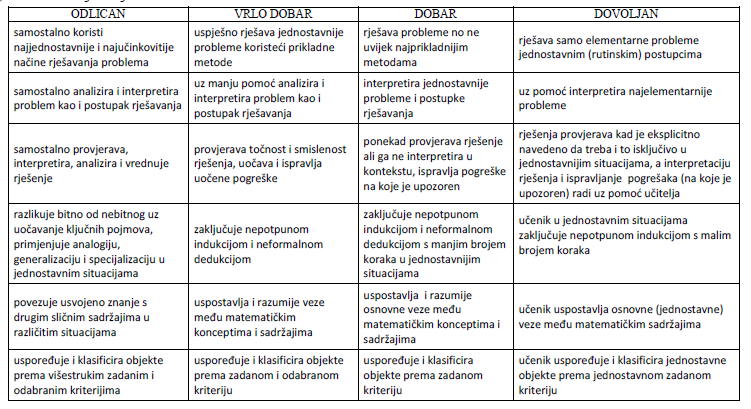 ODLIČAN
VRLO DOBAR
DOBAR
DOVOLJAN
samostalno koristi
najjednostavnije i najučinkovitije
načine rješavanja problema
uspješno rješava jednostavnije
probleme koristeći prikladne
metode
rješava probleme no ne
uvijek najprikladnijim
metodama
rješava samo elementarne probleme
jednostavnim (rutinskim) postupcima
samostalno analizira i interpretira
problem kao i postupak rješavanja
uz manju pomoć analizira i
interpretira problem kao i
postupak rješavanja
interpretira jednostavnije
probleme i postupke
rješavanja
uz pomoć interpretira najelementarnije
probleme
samostalno provjerava,
interpretira, analizira i vrednuje
rješenje
provjerava točnost i smislenost
rješenja, uočava i ispravlja
uočene pogreške
ponekad provjerava rješenje
ali ga ne interpretira u
kontekstu, ispravlja pogreške
na koje je upozoren
rješenja provjerava kad je eksplicitno
navedeno da treba i to isključivo u
jednostavnijim situacijama, a interpretaciju
rješenja i ispravljanje pogrešaka (na koje je
upozoren) radi uz pomoć učitelja
razlikuje bitno od nebitnog uz
uočavanje ključnih pojmova,
primjenjuje analogiju,
generalizaciju i specijalizaciju u
jednostavnim situacijama
zaključuje nepotpunom
indukcijom i neformalnom
dedukcijom
zaključuje nepotpunom
indukcijom i neformalnom
dedukcijom s manjim brojem
koraka u jednostavnijim
situacijama
učenik u jednostavnim situacijama
zaključuje nepotpunom indukcijom s malim
brojem koraka
povezuje usvojeno znanje s
drugim sličnim sadržajima u
različitim situacijama
uspostavlja i razumije veze
među matematičkim
konceptima i sadržajima
uspostavlja i razumije
osnovne veze među
matematičkim konceptima i
sadržajima
učenik uspostavlja osnovne (jednostavne)
veze među matematičkim sadržajima
uspoređuje i klasificira objekte
prema višestrukim zadanim i
odabranim kriterijima
uspoređuje i klasificira objekte
prema zadanom i odabranom
kriteriju
uspoređuje i klasificira
objekte prema zadanom
kriteriju
učenik uspoređuje i klasificira jednostavne
objekte prema jednostavnom zadanom
kriteriju